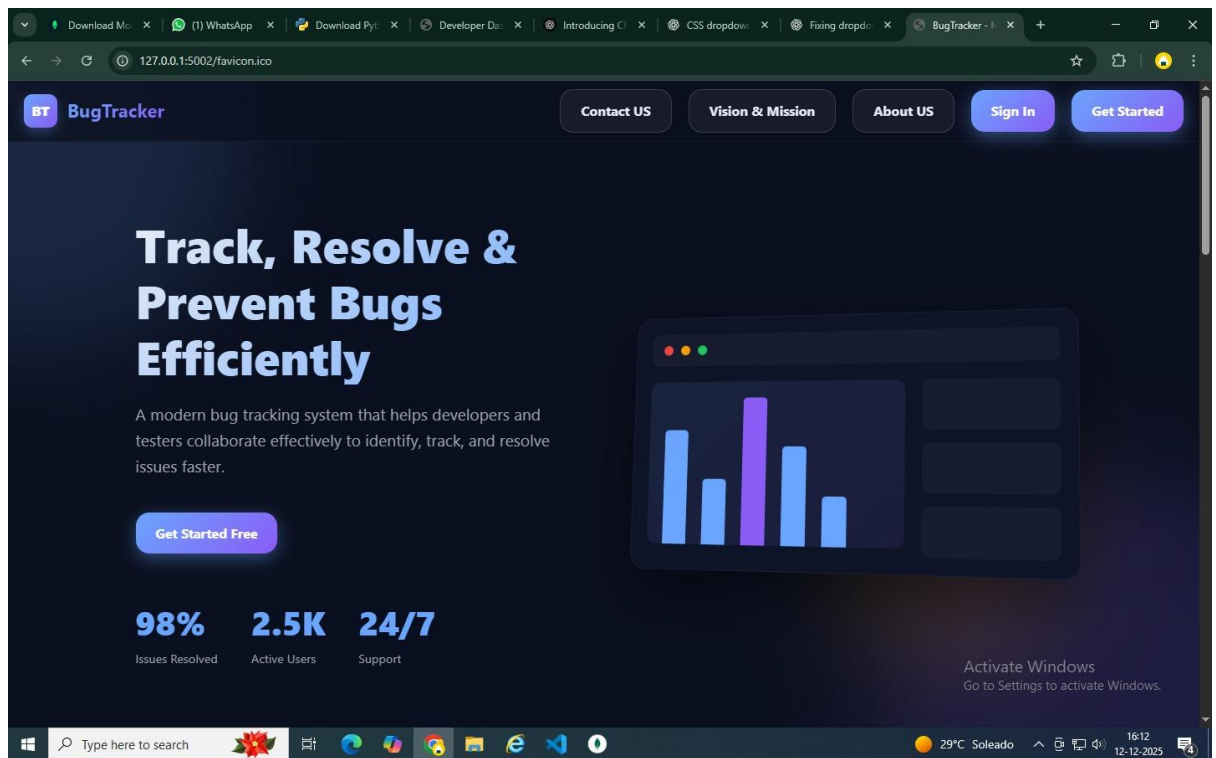 Download Mo
(1) WhatsApp
Download Pyt
Developer Das
Introducing Ch
CSS dropdown
Fixing dropdo
BugTracker - M
127.0.0.1:5002/favicon.ico
BT BugTracker
Contact US
Vision & Mission
About US
Sign In
Get Started
Track, Resolve &
Prevent Bugs
Efficiently
A modern bug tracking system that helps developers and
testers collaborate effectively to identify, track, and resolve
issues faster.
Get Started Free
98% 2.5K 24/7
Issues Resolved Active Users Support
Activate Windows
Go to Settings to activate Windows.
Type here to search
29°C Soleado
16:12
12-12-2025
4